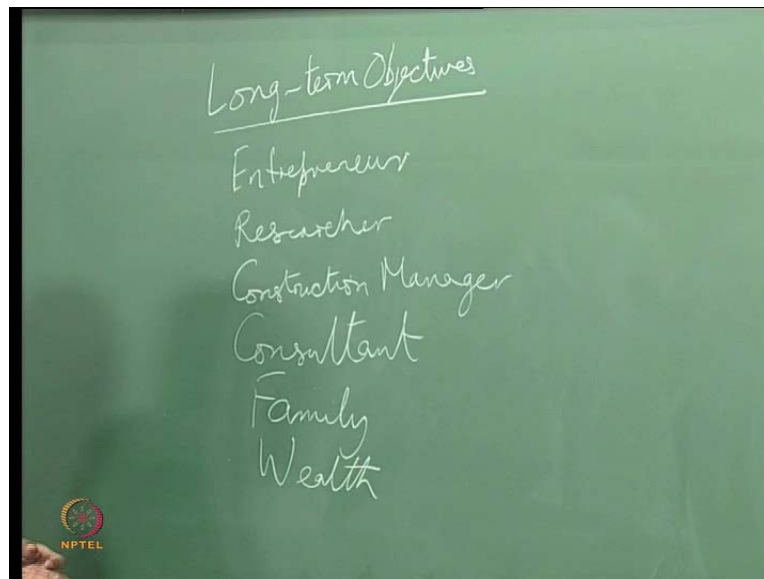 Long-term Objectives
Entrepreneur
Researcher
Construction Manager
Consultant
Family
Wealth
NPTEL